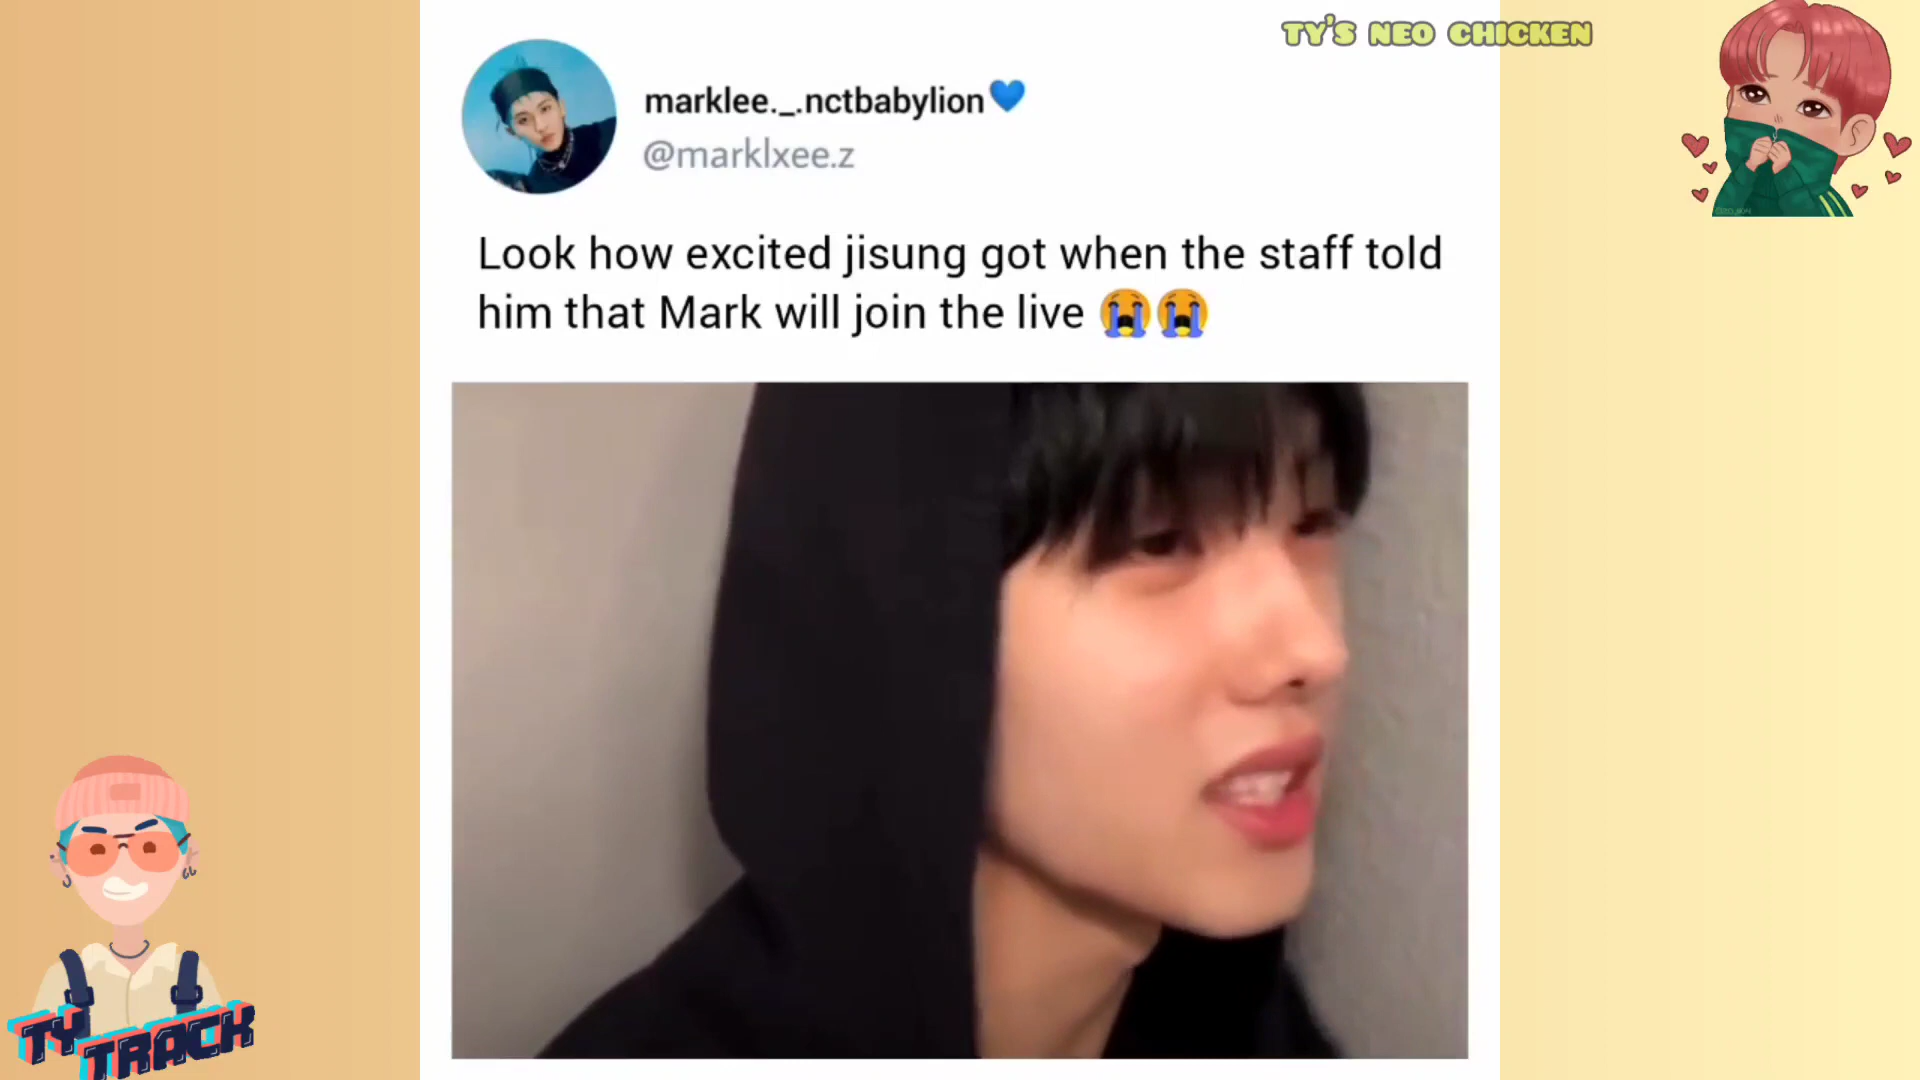 TY'S NEO CHICKEN
marklee._.nctbabylion💙
@marklxee.z
Look how excited jisung got when the staff told
him that Mark will join the live 😭😭
TY
TRACK